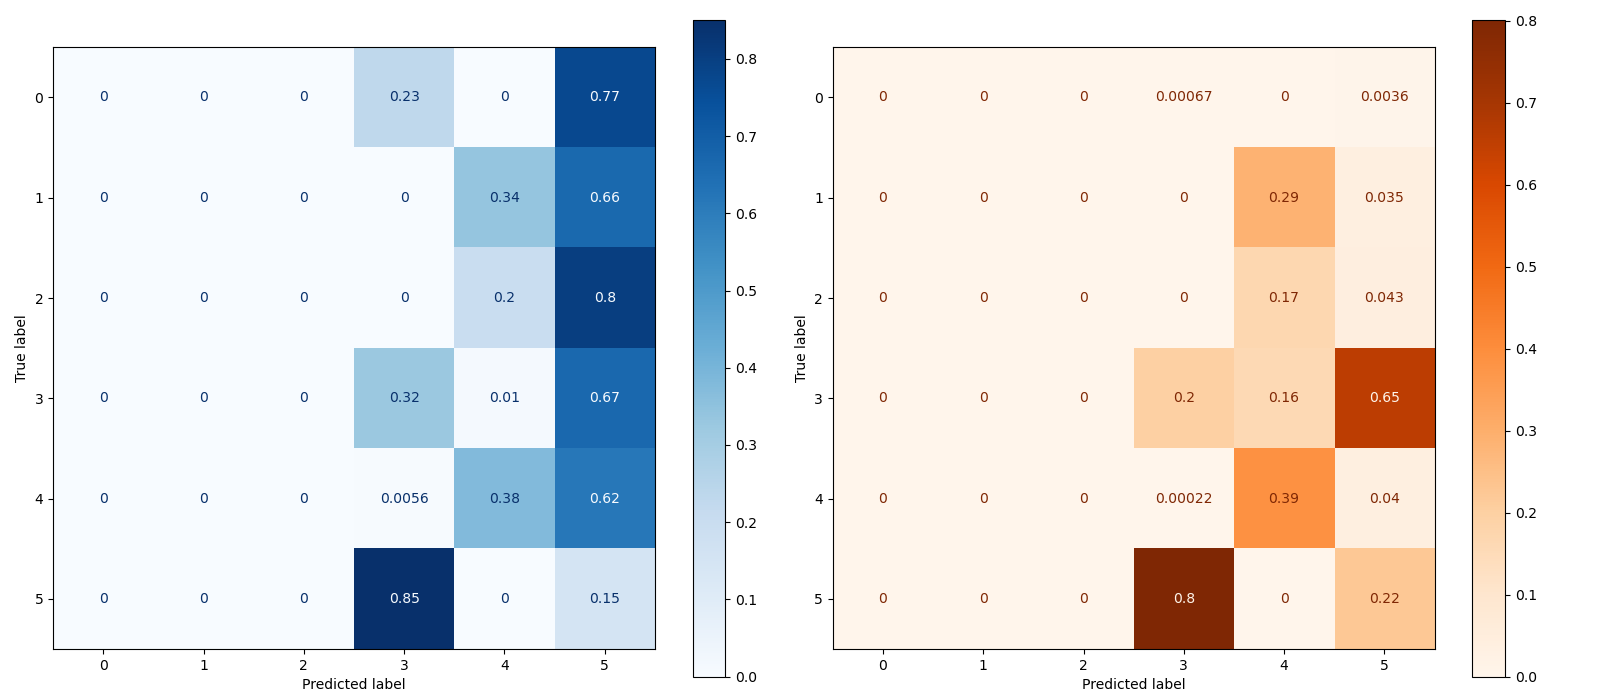 0 0 0 0 0.23 0 0.77
1 0 0 0 0 0.34 0.66
2 0 0 0 0 0.2 0.8
3 0 0 0 0.32 0.01 0.67
4 0 0 0 0.0056 0.38 0.62
5 0 0 0 0.85 0 0.15
0 1 2 3 4 5
Predicted label
True label
0.8
0.7
0.6
0.5
0.4
0.3
0.2
0.1
0.0
0 0 0 0 0.00067 0 0.0036
1 0 0 0 0 0.29 0.035
2 0 0 0 0 0.17 0.043
3 0 0 0 0.2 0.16 0.65
4 0 0 0 0.00022 0.39 0.04
5 0 0 0 0.8 0 0.22
0 1 2 3 4 5
Predicted label
True label
0.8
0.7
0.6
0.5
0.4
0.3
0.2
0.1
0.0